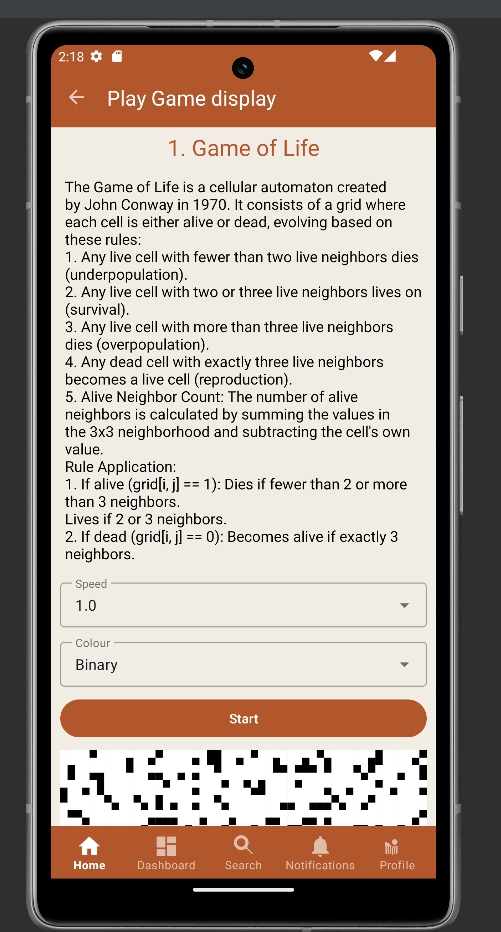 2:18
Play Game display
1. Game of Life
The Game of Life is a cellular automaton created
by John Conway in 1970. It consists of a grid where
each cell is either alive or dead, evolving based on
these rules:
1. Any live cell with fewer than two live neighbors dies
(underpopulation).
2. Any live cell with two or three live neighbors lives on
(survival).
3. Any live cell with more than three live neighbors
dies (overpopulation).
4. Any dead cell with exactly three live neighbors
becomes a live cell (reproduction).
5. Alive Neighbor Count: The number of alive
neighbors is calculated by summing the values in
the 3x3 neighborhood and subtracting the cell's own
value.
Rule Application:
1. If alive (grid[i, j] == 1): Dies if fewer than 2 or more
than 3 neighbors.
Lives if 2 or 3 neighbors.
2. If dead (grid[i, j] == 0): Becomes alive if exactly 3
neighbors.
Speed
1.0
Colour
Binary
Start
Home Dashboard Search Notifications Profile